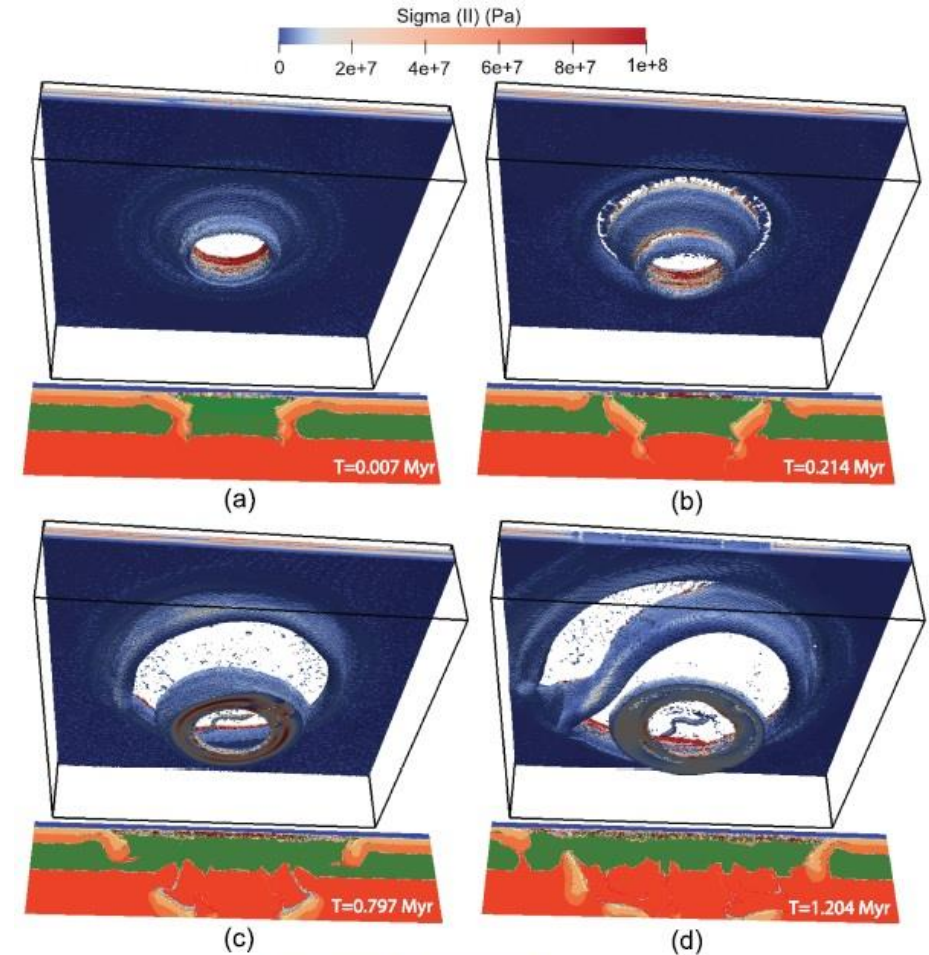 Sigma (II) (Pa)
0 2e+7 4e+7 6e+7 8e+7 1e+8
T=0.007 Myr
T=0.214 Myr
(a)
(b)
T=0.797 Myr
T=1.204 Myr
(c)
(d)